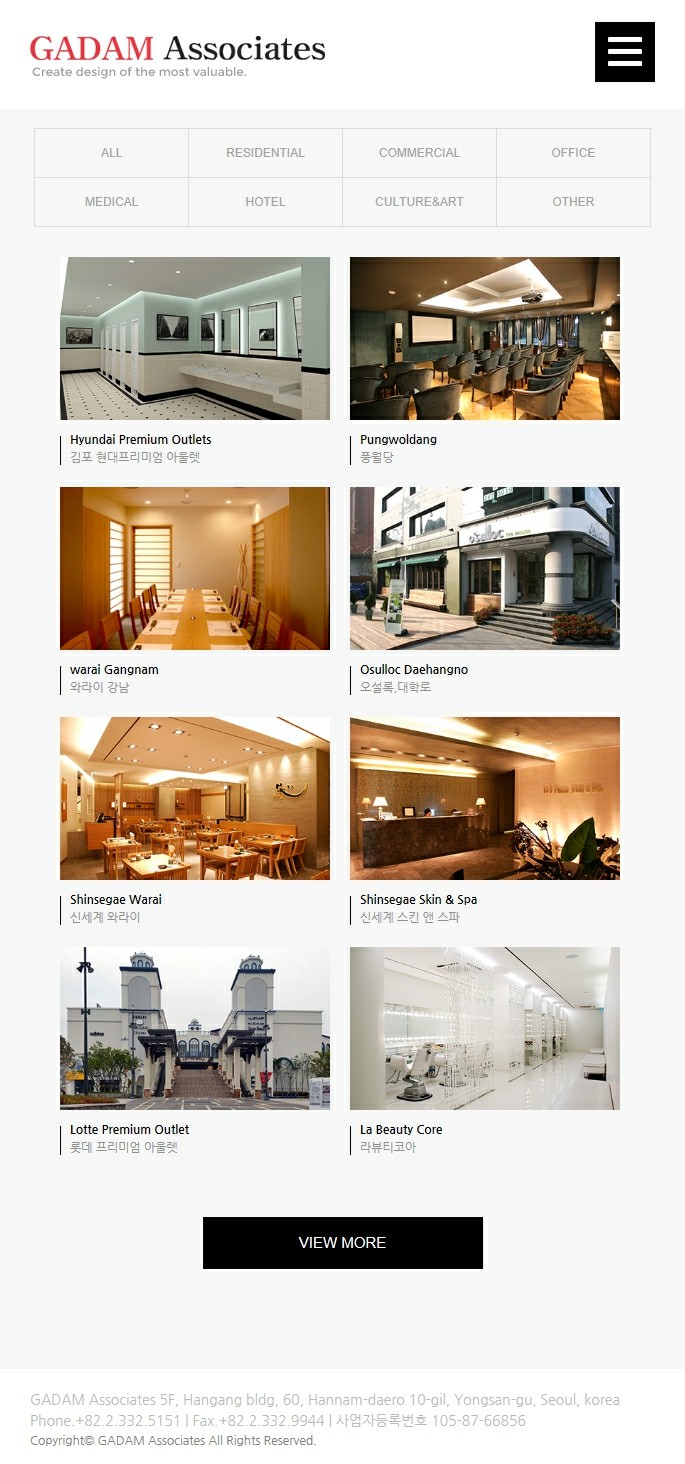 GADAM Associates
Create design of the most valuable.
ALL RESIDENTIAL COMMERCIAL OFFICE
MEDICAL HOTEL CULTURE&ART OTHER
Hyundai Premium Outlets
김포 현대프리미엄 아울렛
Pungwoldang
풍월당
o'sulloc TEA HOUSE
warai Gangnam
와라이 강남
Osulloc Daehangno
오설록,대학로
Shinsegae Warai
신세계 와라이
Shinsegae Skin & Spa
신세계 스킨 앤 스파
Lotte Premium Outlet
롯데 프리미엄 아울렛
La Beauty Core
라뷰티코아
VIEW MORE
GADAM Associates 5F, Hangang bldg, 60, Hannam-daero 10-gil, Yongsan-gu, Seoul, korea
Phone.+82.2.332.5151 | Fax.+82.2.332.9944 | 사업자등록번호 105-87-66856
Copyright© GADAM Associates All Rights Reserved.